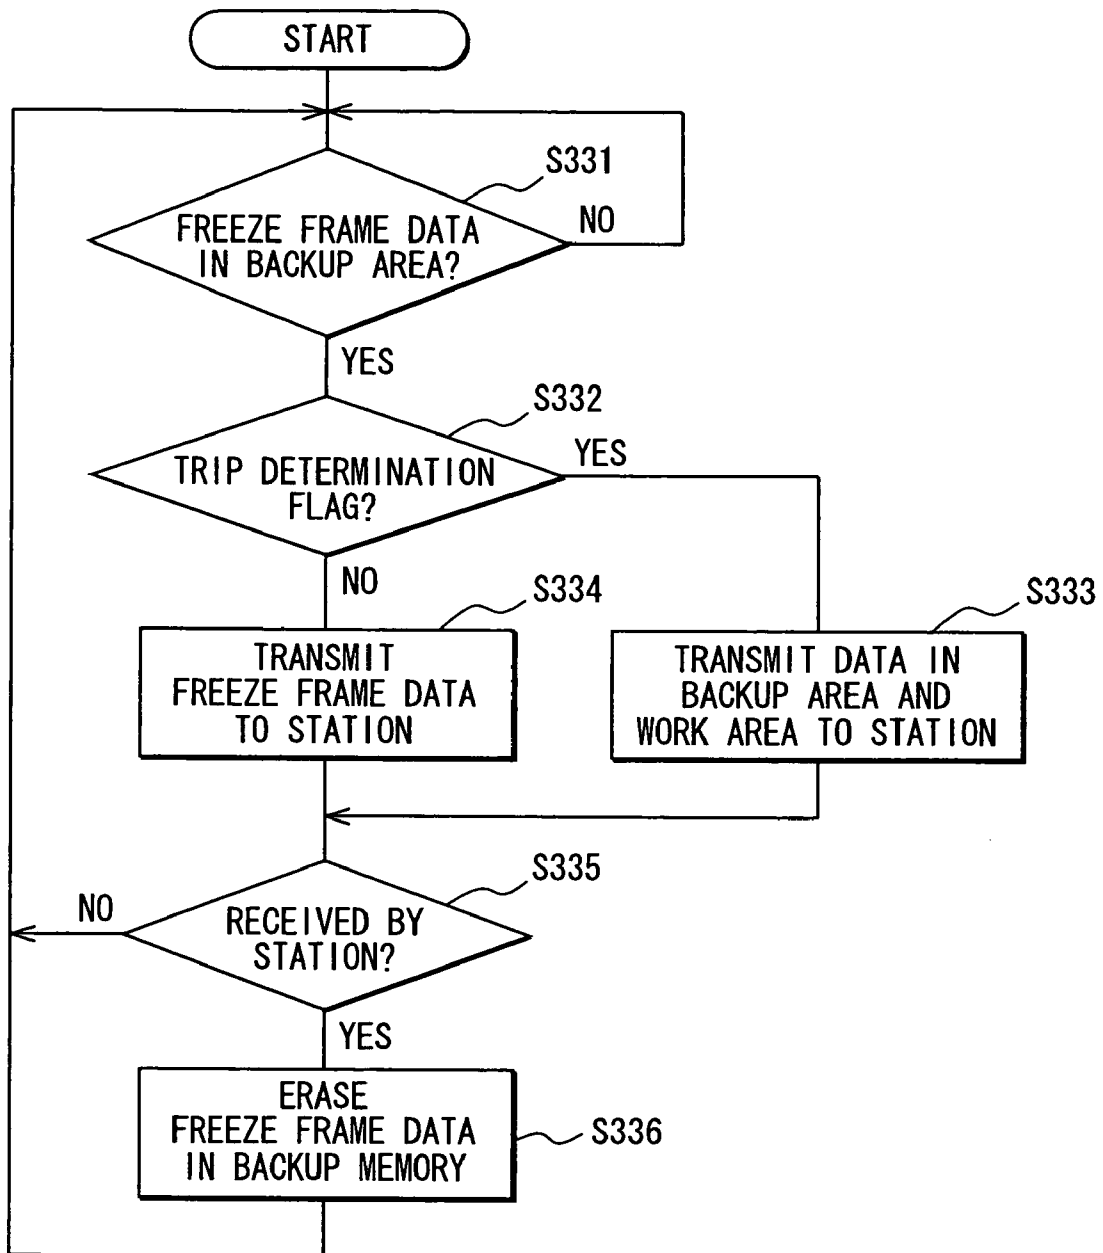 START
S331
FREEZE FRAME DATA
IN BACKUP AREA?
NO
YES
S332
TRIP DETERMINATION
FLAG?
YES
NO
S334
S333
TRANSMIT
FREEZE FRAME DATA
TO STATION
TRANSMIT DATA IN
BACKUP AREA AND
WORK AREA TO STATION
S335
NO
RECEIVED BY
STATION?
YES
ERASE
FREEZE FRAME DATA
IN BACKUP MEMORY
S336